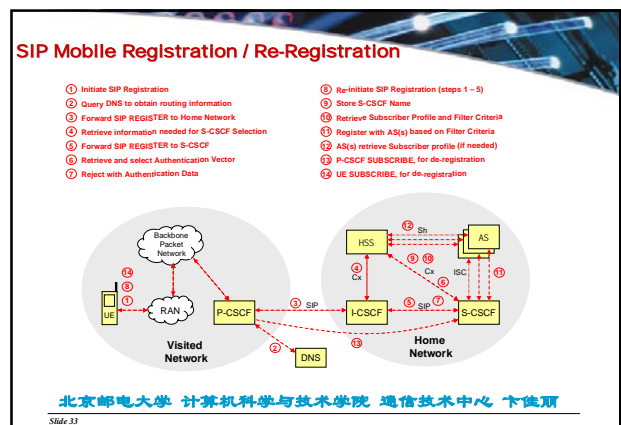 SIP Mobile Registration / Re-Registration
1 Initiate SIP Registration
2 Query DNS to obtain routing information
3 Forward SIP REGISTER to Home Network
4 Retrieve information needed for S-CSCF Selection
5 Forward SIP REGISTER to S-CSCF
6 Retrieve and select Authentication Vector
7 Reject with Authentication Data
8 Re-initiate SIP Registration (steps 1 – 5)
9 Store S-CSCF Name
10 Retrieve Subscriber Profile and Filter Criteria
11 Register with AS(s) based on Filter Criteria
12 AS(s) retrieve Subscriber profile (if needed)
13 P-CSCF SUBSCRIBE, for de-registration
14 UE SUBSCRIBE, for de-registration
Backbone
Packet
Network
14
8
1
UE
RAN
P-CSCF
Visited
Network
2
DNS
3 SIP
HSS
12 Sh
AS
9 10
4
Cx
Cx
ISC
11
6
5 SIP 7
I-CSCF
S-CSCF
13
Home
Network
北京邮电大学 计算机科学与技术学院 通信技术中心 卞佳丽
Slide 33